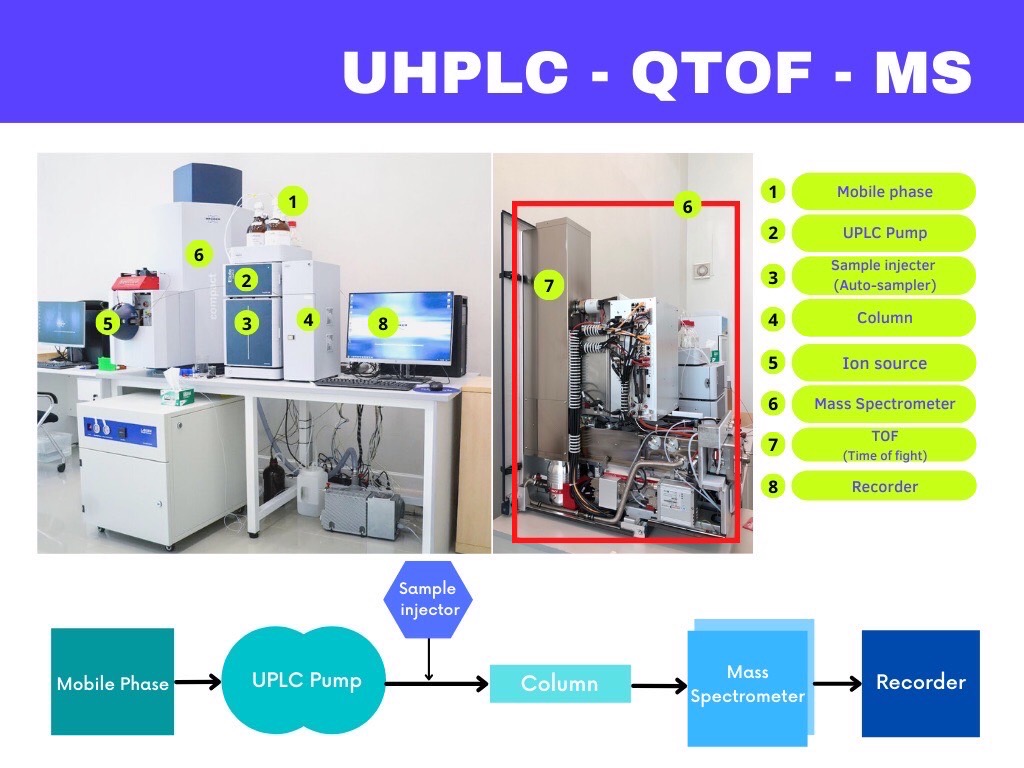 UHPLC - QTOF - MS
1
6
2
3
4
5
8
compact
6
7
1 Mobile phase
2 UPLC Pump
3 Sample injecter
(Auto-sampler)
4 Column
5 Ion source
6 Mass Spectrometer
7 TOF
(Time of fight)
8 Recorder
Sample
injector
Mobile Phase
UPLC Pump
Column
Mass
Spectrometer
Recorder